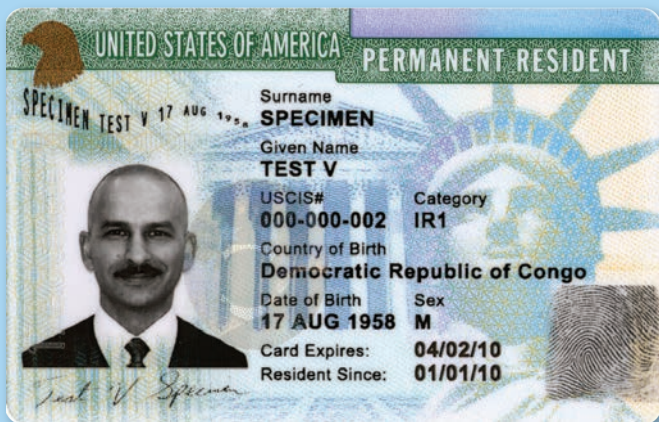 UNITED STATES OF AMERICA PERMANENT RESIDENT
SPECIMEN TEST V 17 AUG 1958
Surname
SPECIMEN
Given Name
TEST V
USCIS# Category
000-000-002 IR1
Country of Birth
Democratic Republic of Congo
Date of Birth Sex
17 AUG 1958 M
Card Expires: 04/02/10
Resident Since: 01/01/10
Test V Specimen